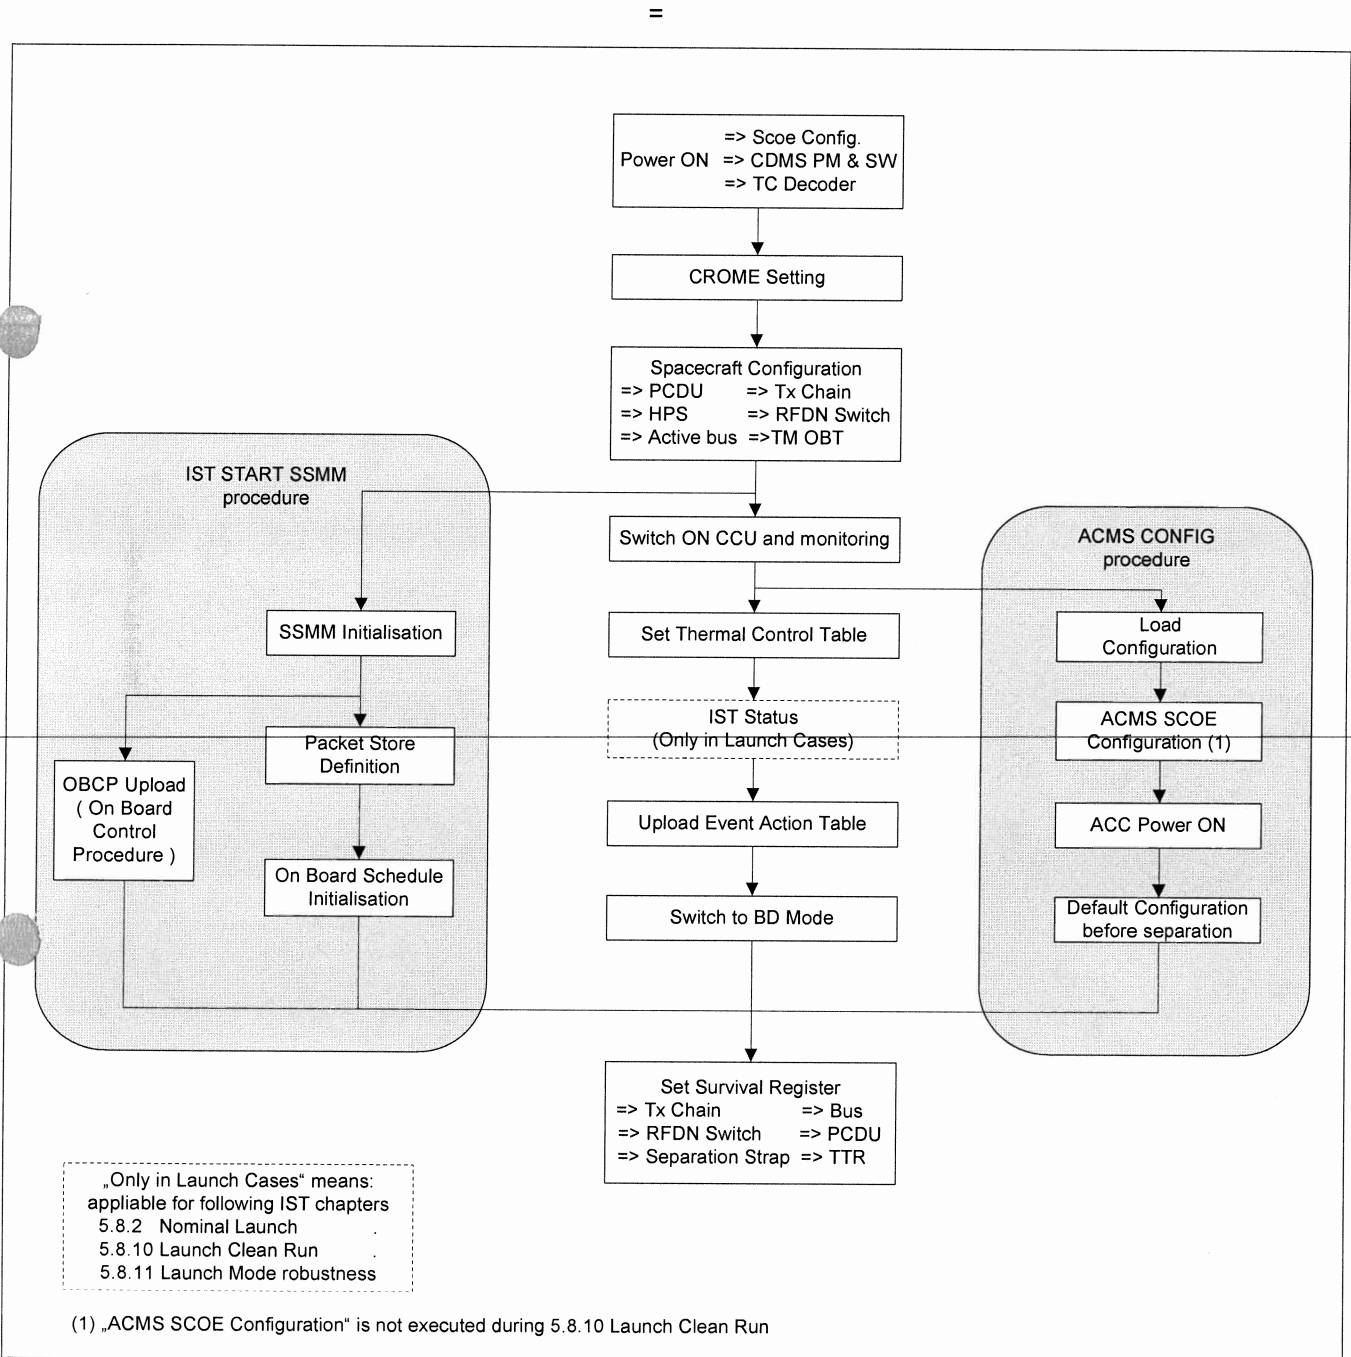 =
=> Scoe Config.
Power ON => CDMS PM & SW
=> TC Decoder
CROME Setting
Spacecraft Configuration
=> PCDU => Tx Chain
=> HPS => RFDN Switch
=> Active bus =>TM OBT
IST START SSMM
procedure
Switch ON CCU and monitoring
ACMS CONFIG
procedure
SSMM Initialisation
Set Thermal Control Table
Load
Configuration
IST Status
(Only in Launch Cases)
ACMS SCOE
Configuration (1)
Packet Store
Definition
OBCP Upload
( On Board
Control
Procedure )
Upload Event Action Table
ACC Power ON
On Board Schedule
Initialisation
Switch to BD Mode
Default Configuration
before separation
Set Survival Register
=> Tx Chain => Bus
=> RFDN Switch => PCDU
=> Separation Strap => TTR
„Only in Launch Cases“ means:
appliable for following IST chapters
5.8.2 Nominal Launch
5.8.10 Launch Clean Run
5.8.11 Launch Mode robustness
(1) „ACMS SCOE Configuration“ is not executed during 5.8.10 Launch Clean Run